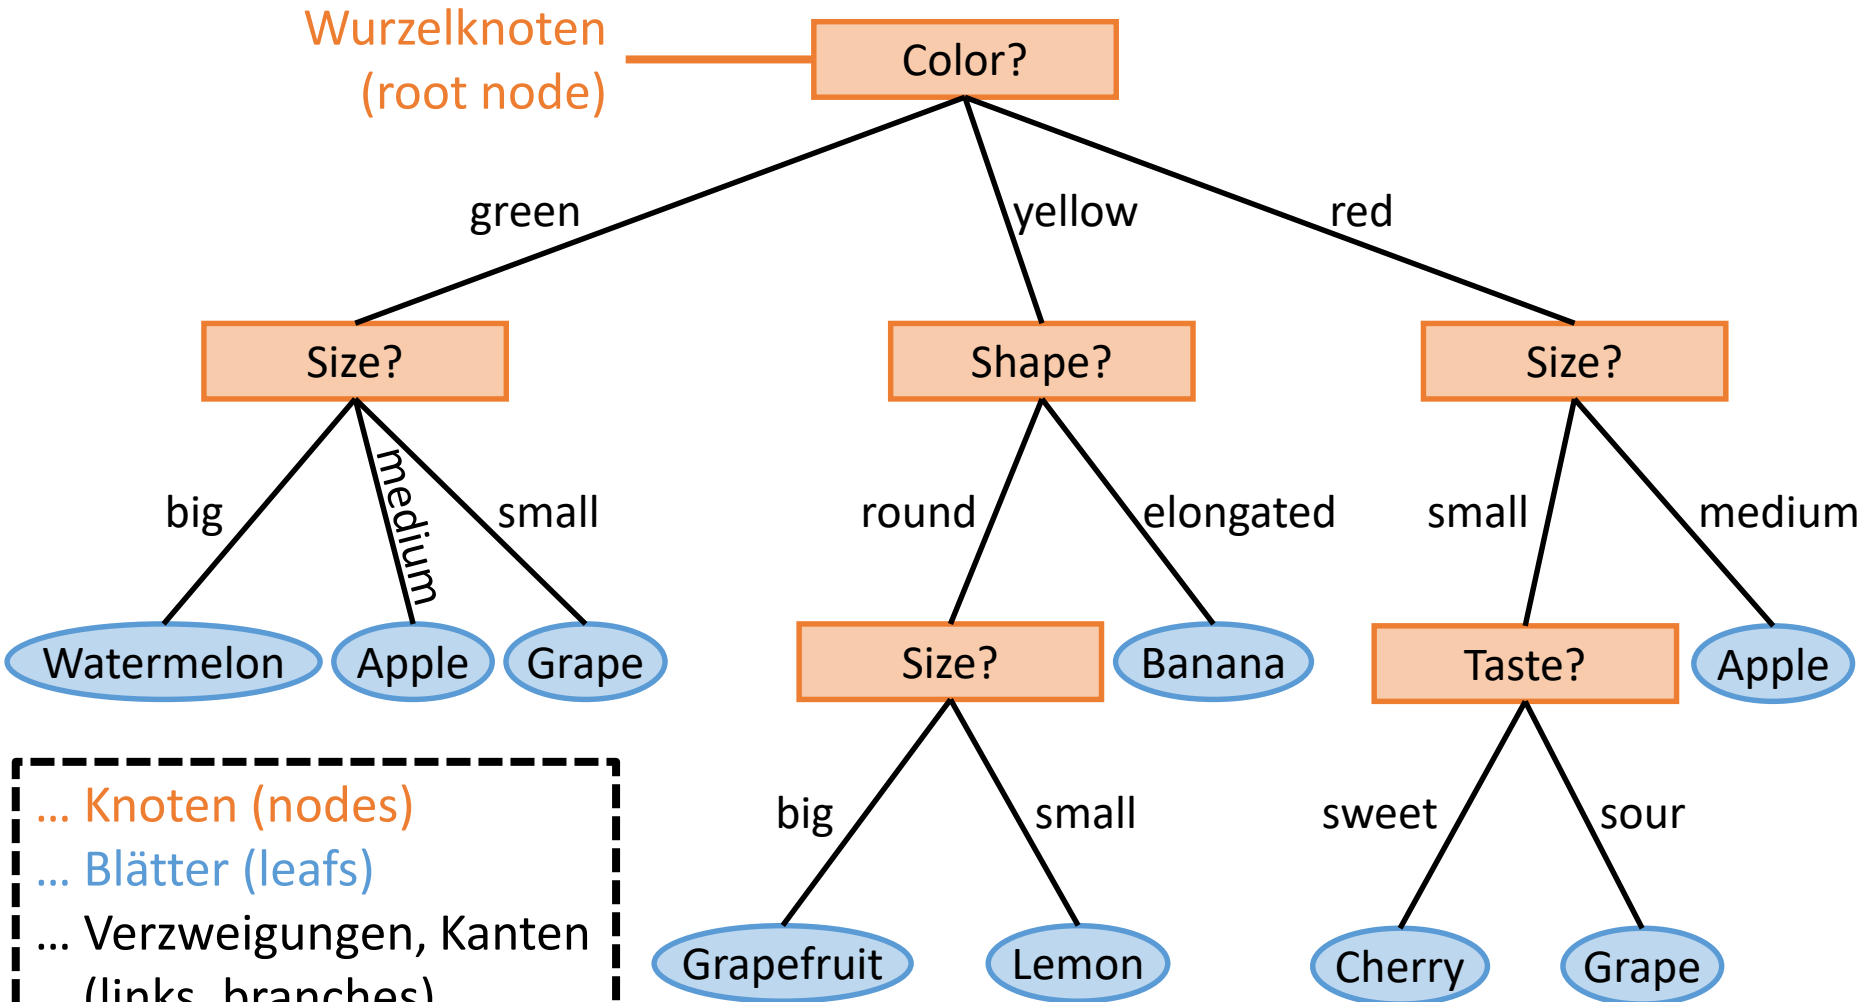 Wurzelknoten
(root node)
Color?
green
yellow
red
Size?
Shape?
Size?
big
medium
small
round
elongated
small
medium
Watermelon
Apple
Grape
Size?
Banana
Taste?
Apple
big
small
sweet
sour
Grapefruit
Lemon
Cherry
Grape
... Knoten (nodes)
... Blätter (leafs)
... Verzweigungen, Kanten
(links, branches)